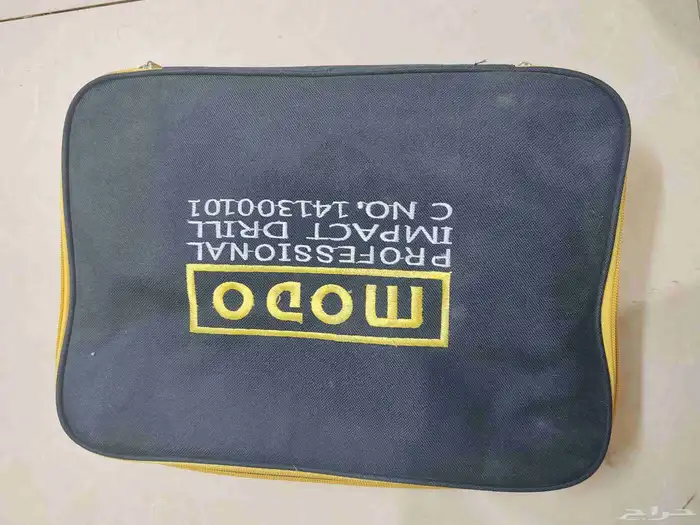 MODO
PROFESSIONAL
IMPACT DRILL
C NO. 141300101
حراج